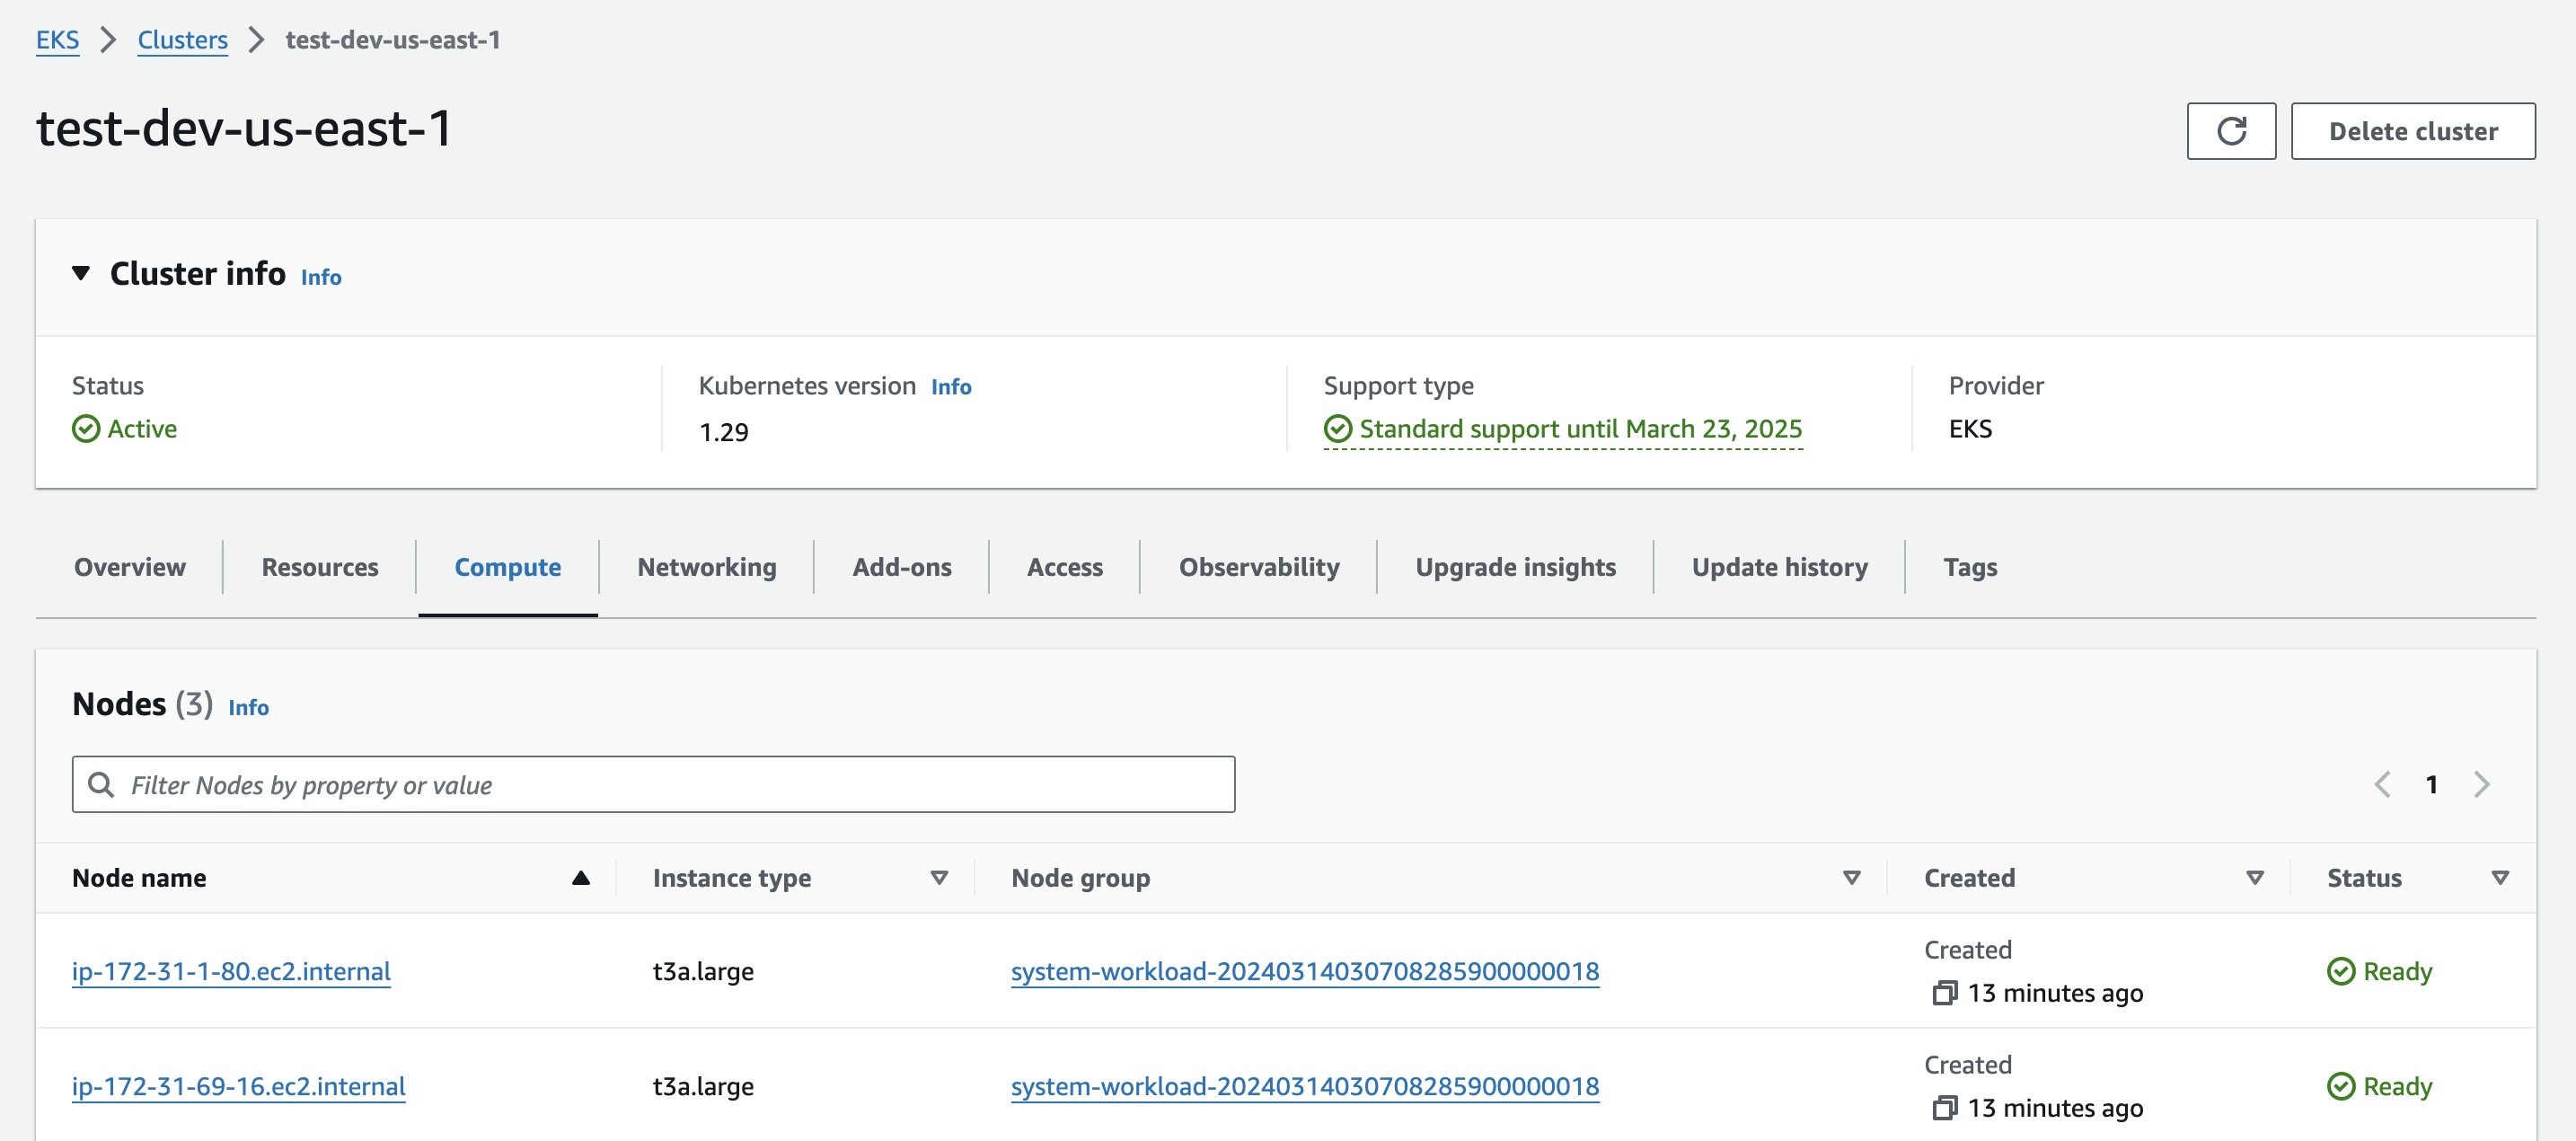 EKS > Clusters > test-dev-us-east-1
test-dev-us-east-1
Delete cluster
Cluster info Info
Status Kubernetes version Info Support type Provider
Active 1.29 Standard support until March 23, 2025 EKS
Overview Resources Compute Networking Add-ons Access Observability Upgrade insights Update history Tags
Nodes (3) Info
Filter Nodes by property or value
1
Node name Instance type Node group Created Status
ip-172-31-1-80.ec2.internal t3a.large system-workload-20240314030708285900000018 Created 13 minutes ago Ready
ip-172-31-69-16.ec2.internal t3a.large system-workload-20240314030708285900000018 Created 13 minutes ago Ready